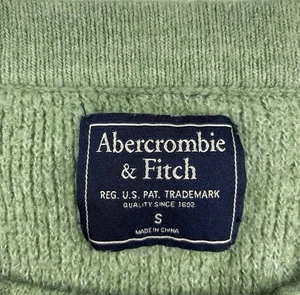 Abercrombie
& Fitch
REG. U.S. PAT. TRADEMARK
QUALITY SINCE 1892
S
MADE IN CHINA